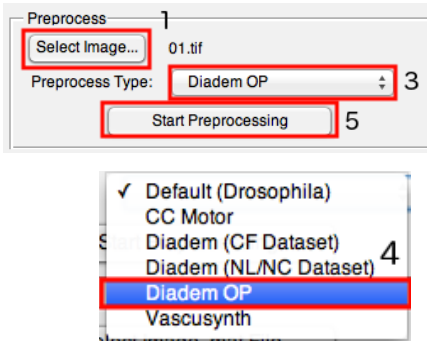 Preprocess 1
Select Image... 01.tif
Preprocess Type: Diadem OP 3
Start Preprocessing 5
✓ Default (Drosophila)
CC Motor
Diadem (CF Dataset)
Diadem (NL/NC Dataset) 4
Diadem OP
Vascusynth